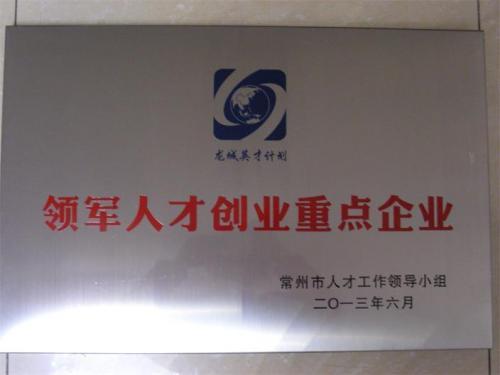 龙城英才计划
领军人才创业重点企业
常州市人才工作领导小组
二〇一三年六月